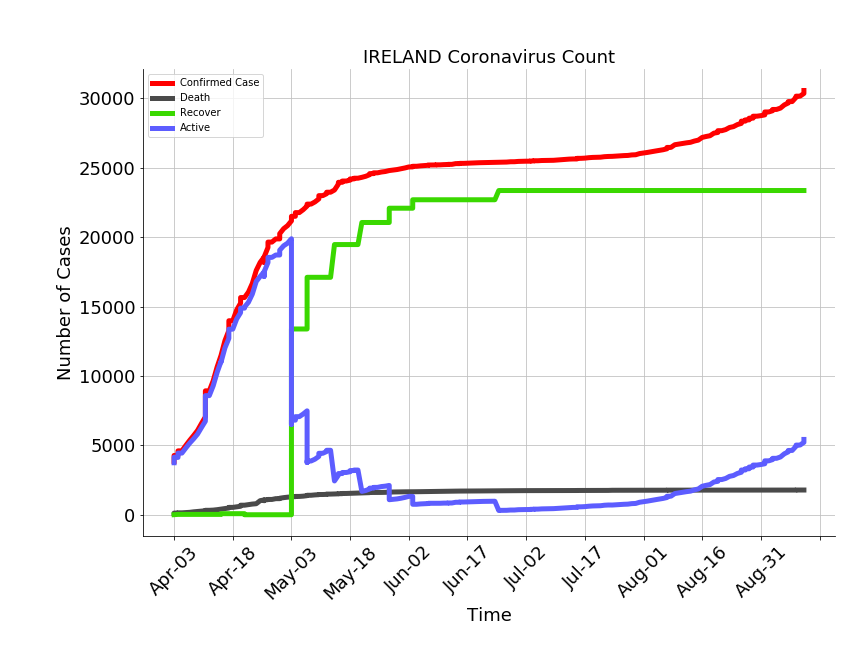 IRELAND Coronavirus Count
Confirmed Case
Death
Recover
Active
Number of Cases
30000
25000
20000
15000
10000
5000
0
Apr-03
Apr-18
May-03
May-18
Jun-02
Jun-17
Jul-02
Jul-17
Aug-01
Aug-16
Aug-31
Time